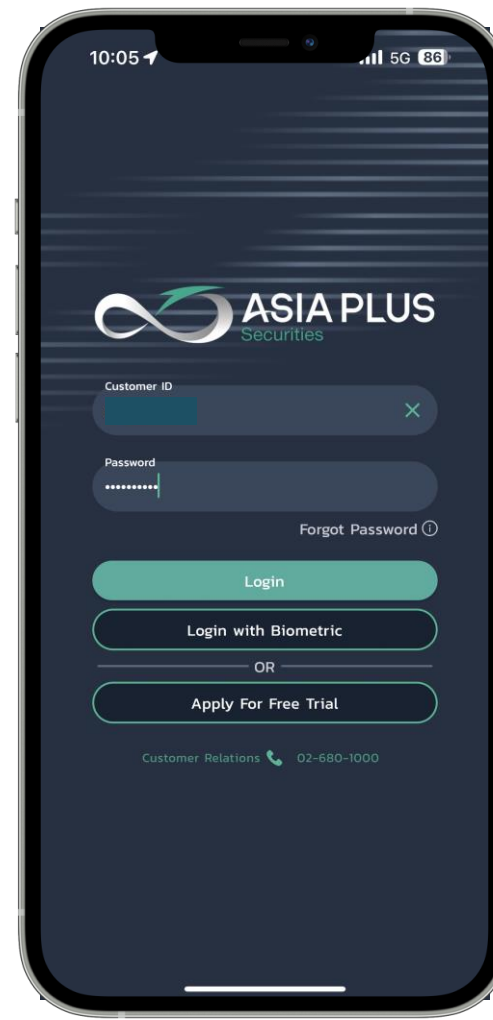 10:05 5G 86
ASIA PLUS
Securities
Customer ID
Password
••••••••••
Forgot Password ⓘ
Login
Login with Biometric
OR
Apply For Free Trial
Customer Relations 02-680-1000